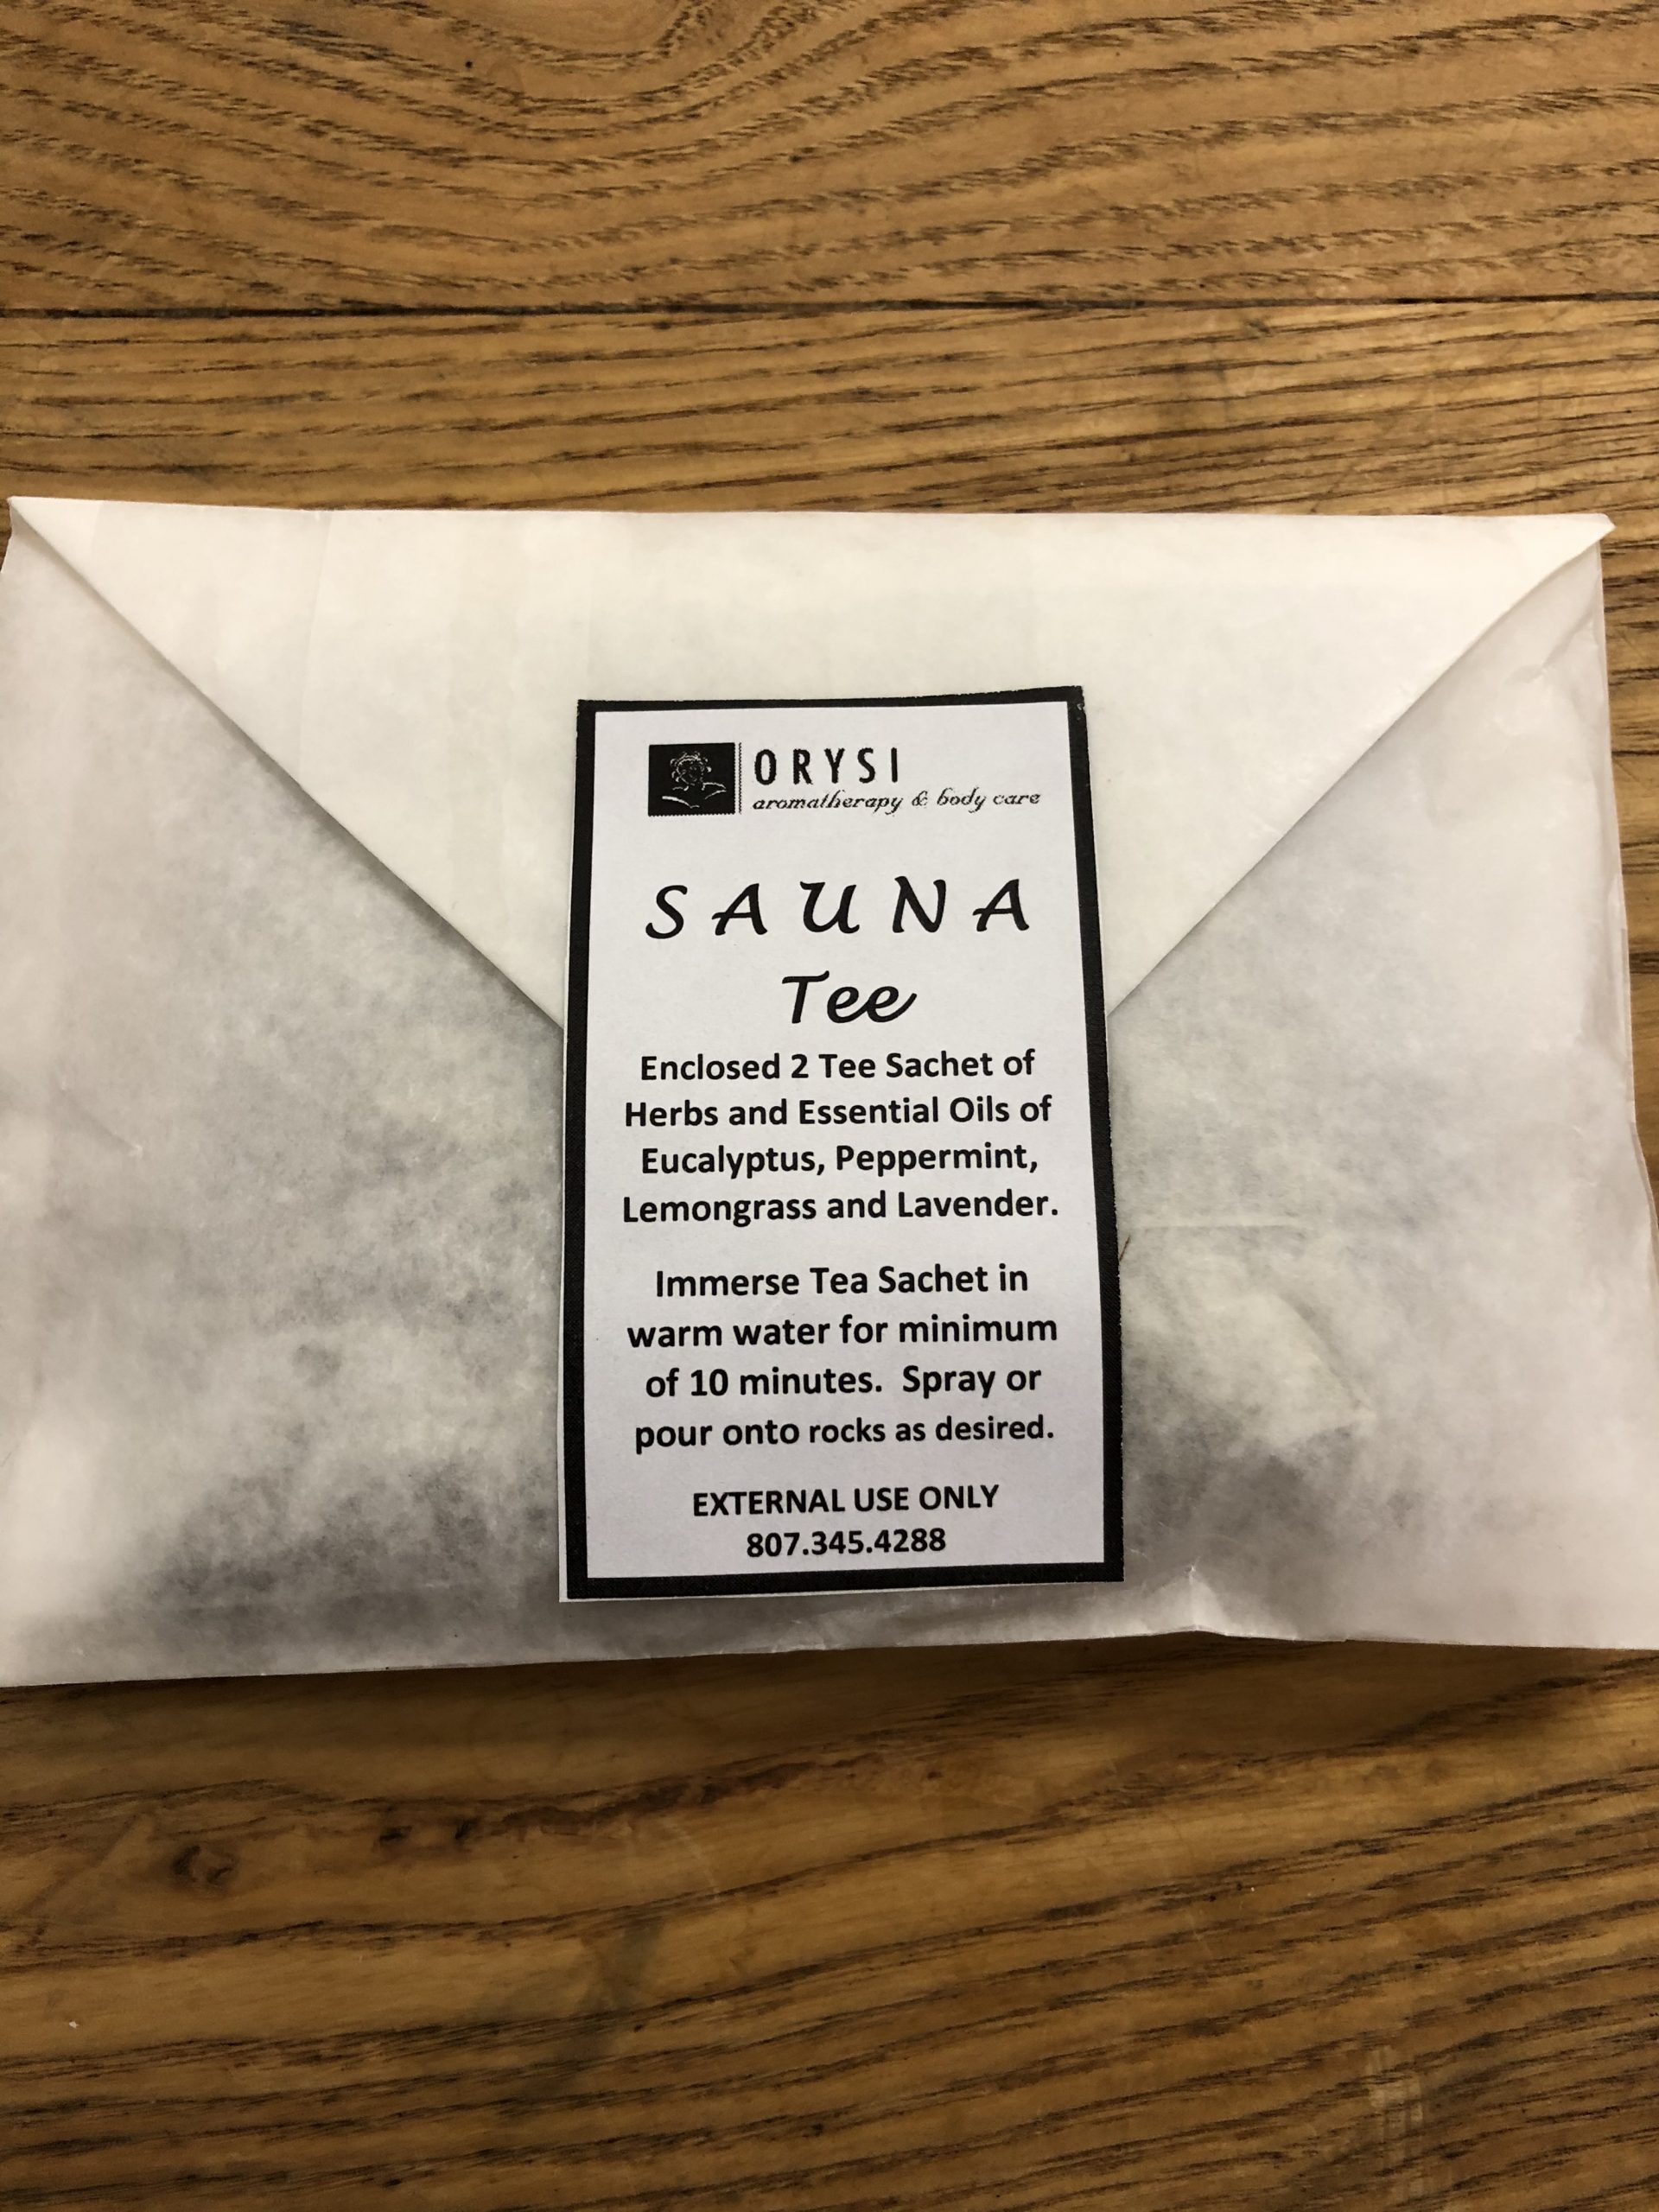 ORYSI
aromatherapy & body care
SAUNA
Tee
Enclosed 2 Tee Sachet of
Herbs and Essential Oils of
Eucalyptus, Peppermint,
Lemongrass and Lavender.
Immerse Tea Sachet in
warm water for minimum
of 10 minutes. Spray or
pour onto rocks as desired.
EXTERNAL USE ONLY
807.345.4288